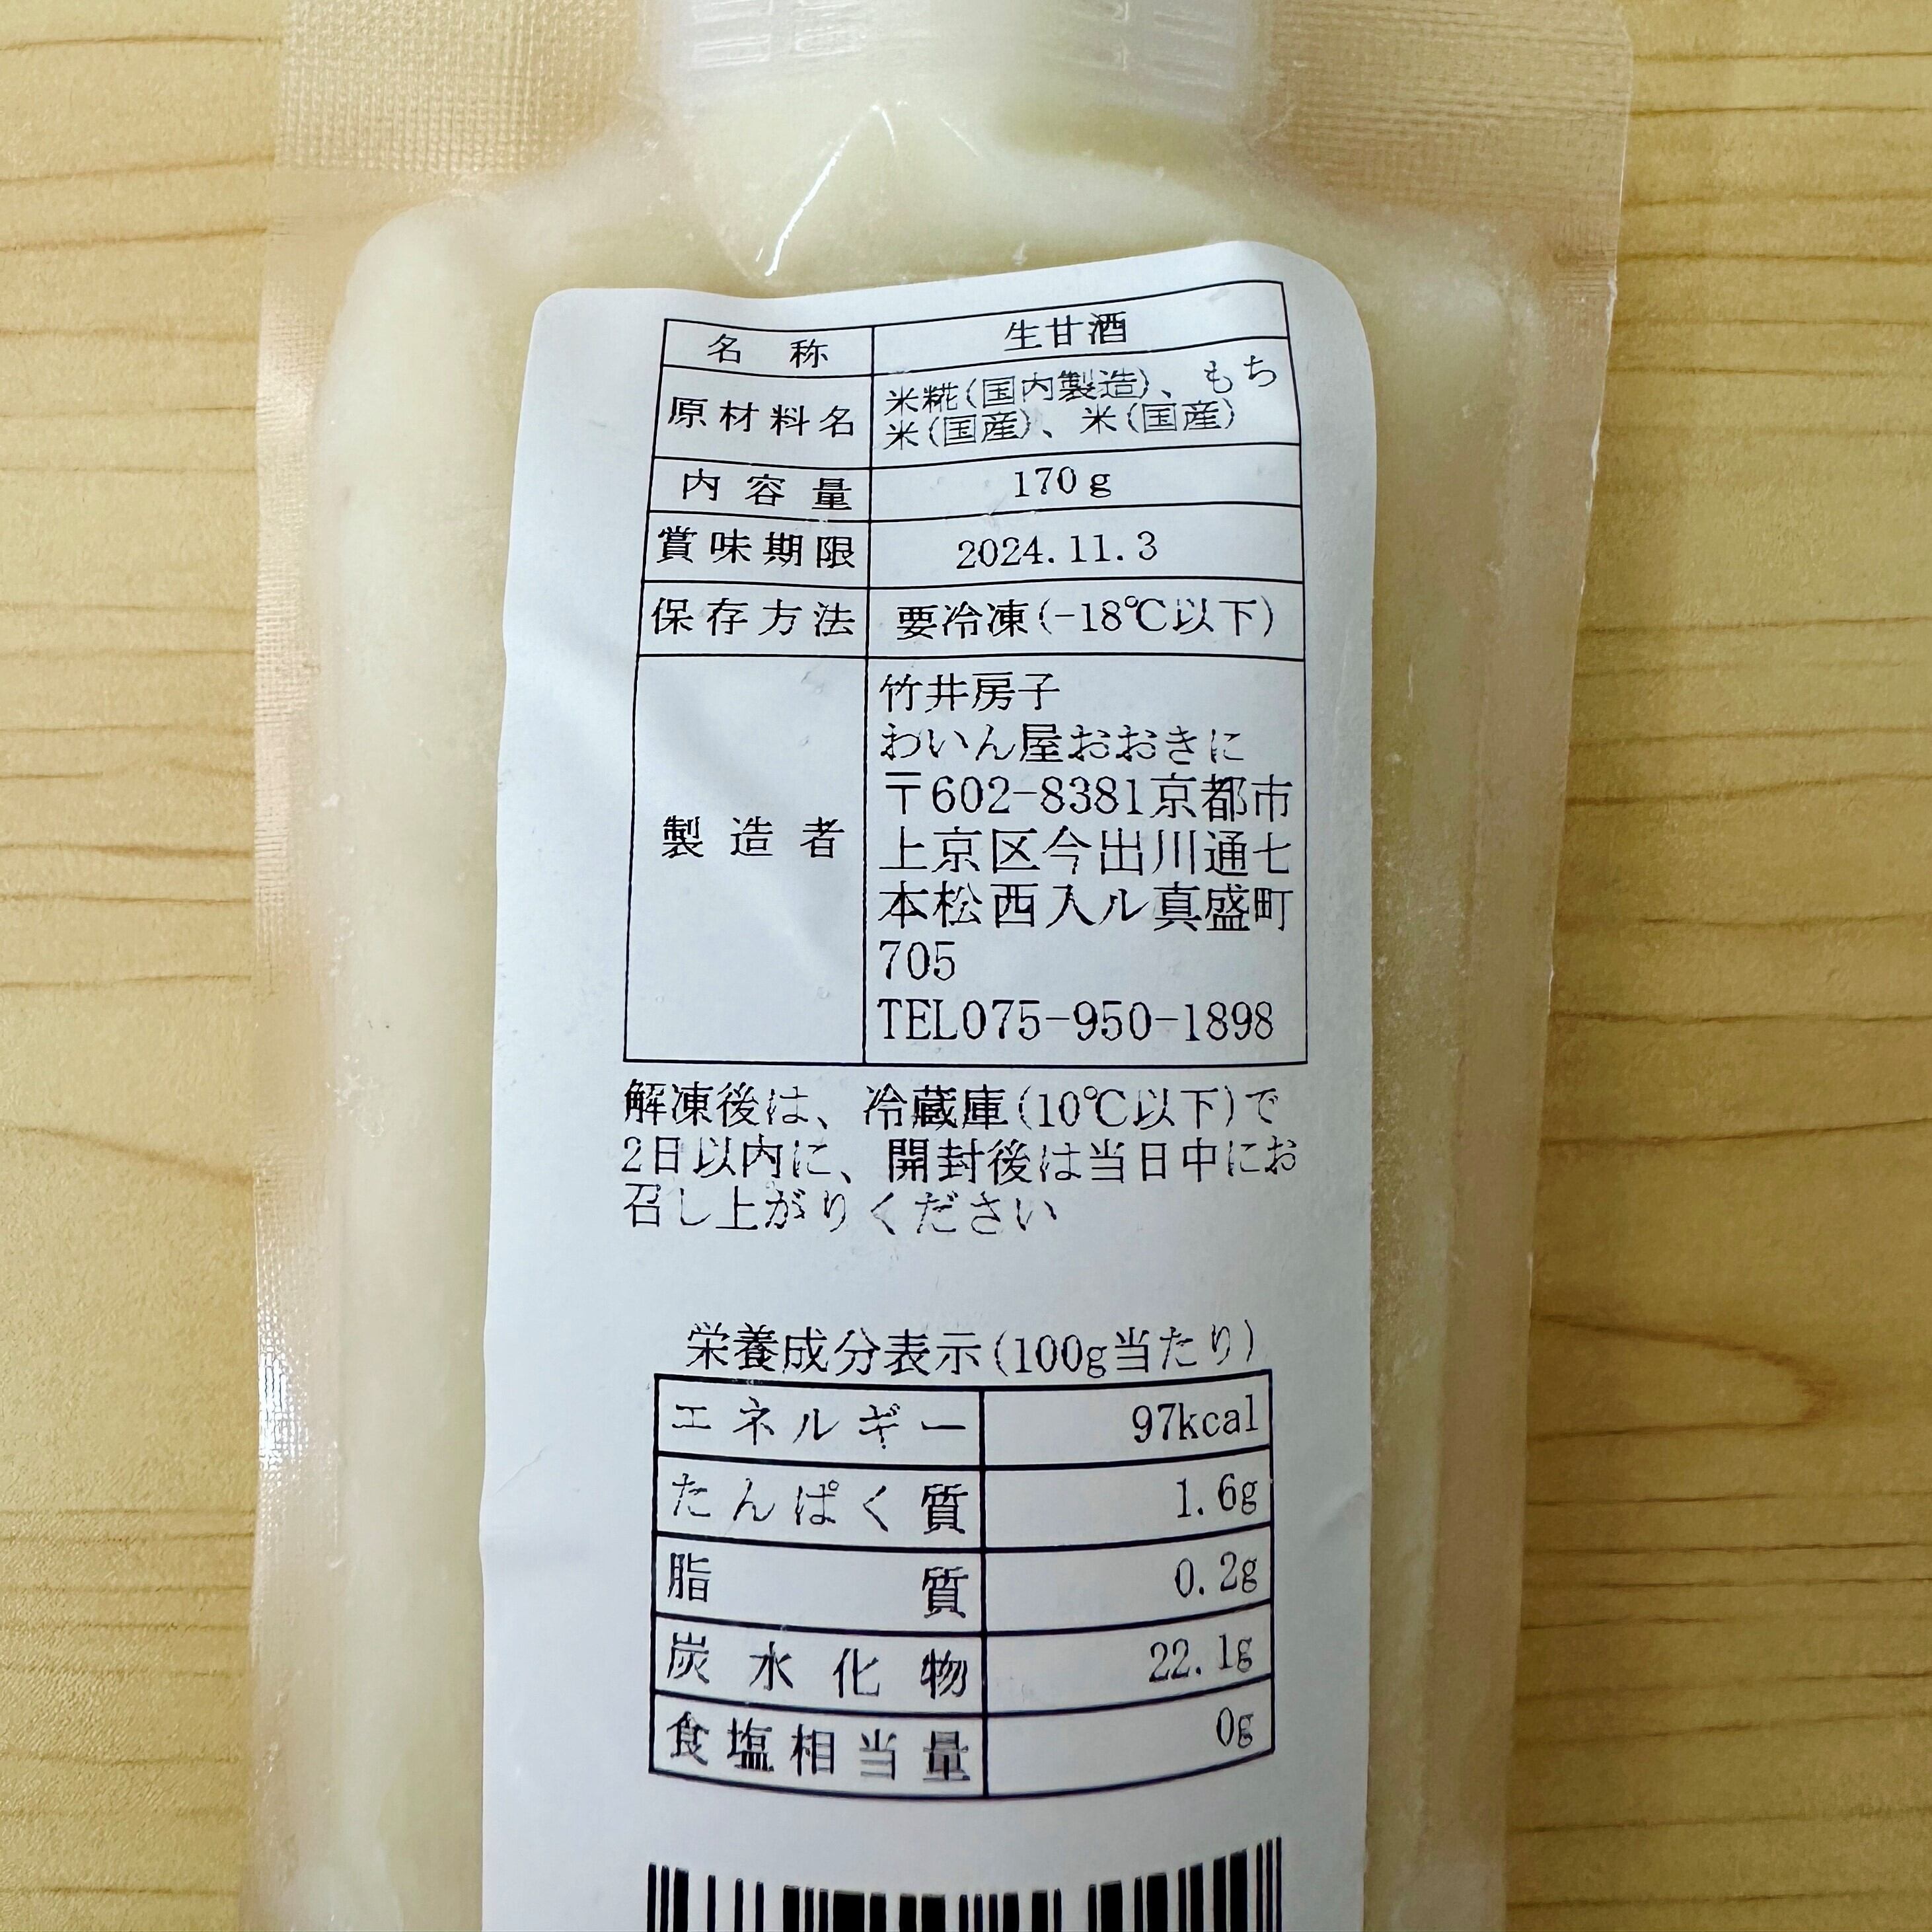 名称 生甘酒
原材料名 米糀(国内製造)、もち
米(国産)、米(国産)
内容量 170g
賞味期限 2024.11.3
保存方法 要冷凍(-18℃以下)
製造者 竹井房子
おいん屋おおきに
〒602-8381京都市
上京区今出川通七
本松西入ル真盛町
705
TEL075-950-1898
解凍後は、冷蔵庫(10℃以下)で
2日以内に、開封後は当日中にお
召し上がりください
栄養成分表示(100g当たり)
エネルギー 97kcal
たんぱく質 1.6g
脂質 0.2g
炭水化物 22.1g
食塩相当量 0g